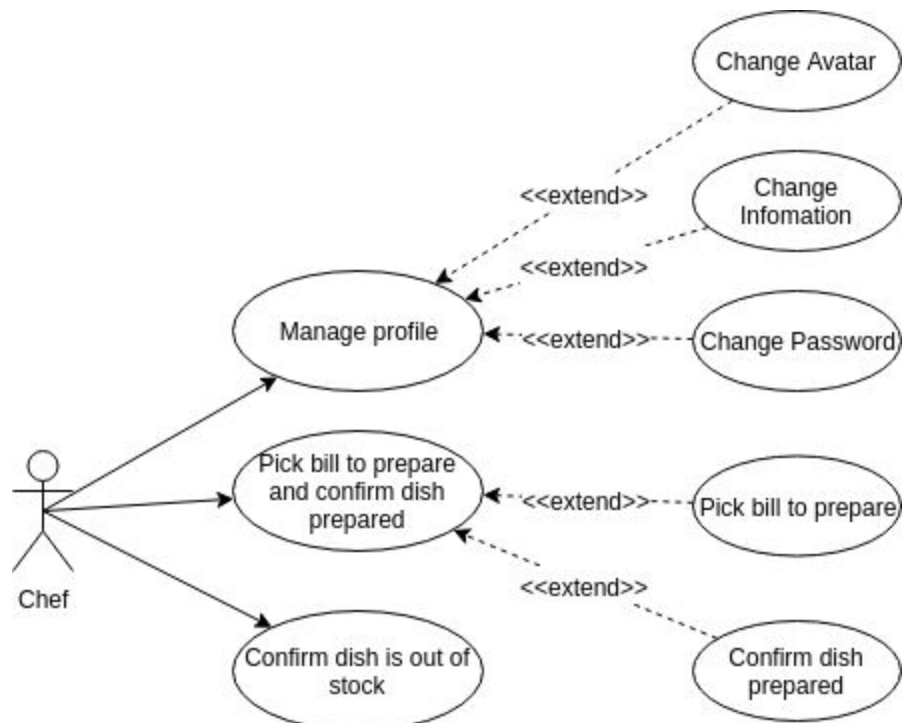 Change Avatar
<<extend>>
Change
Infomation
<<extend>>
Manage profile
<<extend>>
Change Password
Pick bill to prepare
and confirm dish
prepared
<<extend>>
Pick bill to prepare
<<extend>>
Chef
Confirm dish is out of
stock
Confirm dish
prepared